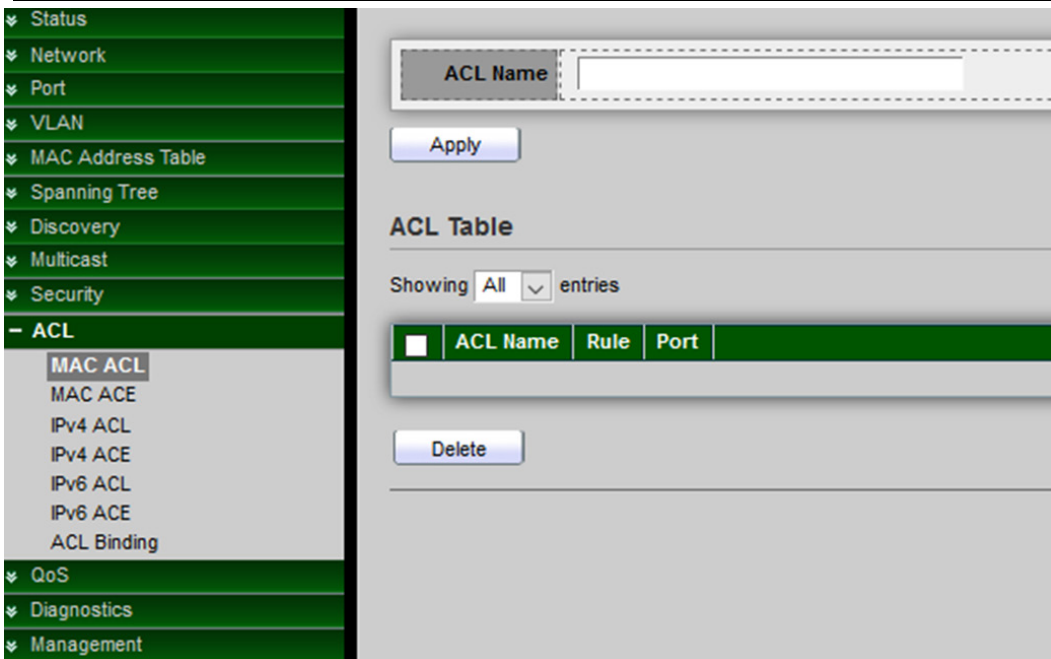 Status
Network
Port
VLAN
MAC Address Table
Spanning Tree
Discovery
Multicast
Security
ACL
MAC ACL
MAC ACE
IPv4 ACL
IPv4 ACE
IPv6 ACL
IPv6 ACE
ACL Binding
QoS
Diagnostics
Management
ACL Name
Apply
ACL Table
Showing All entries
ACL Name Rule Port
Delete